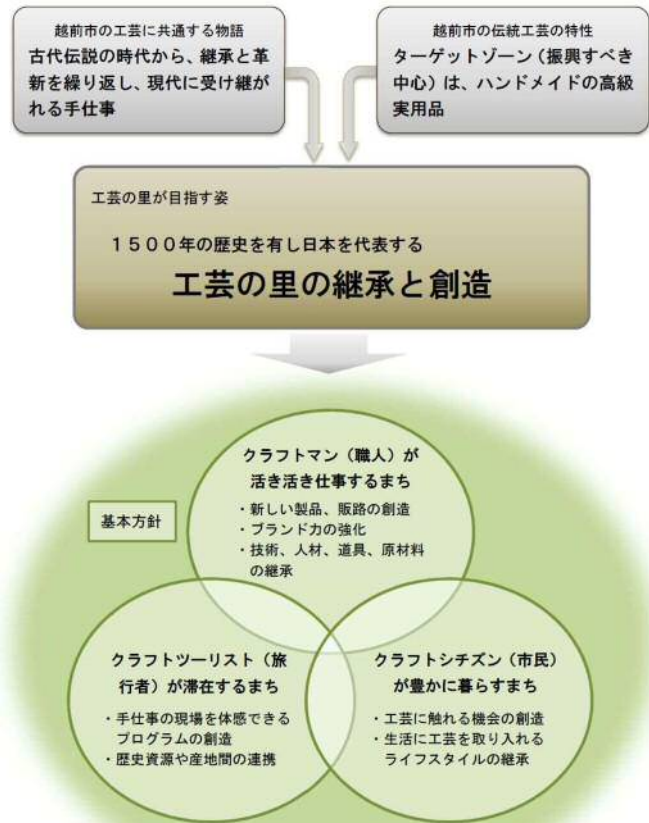 越前市の工芸に共通する物語
古代伝説の時代から、継承と革
新を繰り返し、現代に受け継が
れる手仕事
越前市の伝統工芸の特性
ターゲットゾーン（振興すべき
中心）は、ハンドメイドの高級
実用品
工芸の里が目指す姿
１５００年の歴史を有し日本を代表する
工芸の里の継承と創造
基本方針
クラフトマン（職人）が
活き活き仕事するまち
・新しい製品、販路の創造
・ブランド力の強化
・技術、人材、道具、原材料
の継承
クラフトツーリスト（旅
行者）が滞在するまち
・手仕事の現場を体感できる
プログラムの創造
・歴史資源や産地間の連携
クラフトシチズン（市民）
が豊かに暮らすまち
・工芸に触れる機会の創造
・生活に工芸を取り入れる
ライフスタイルの継承